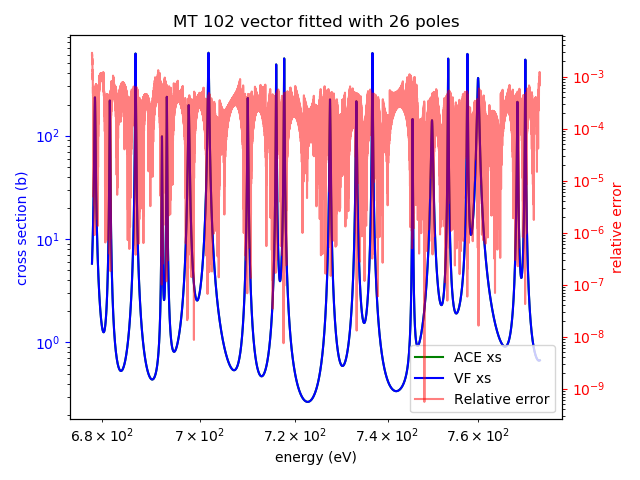 MT 102 vector fitted with 26 poles
cross section (b)
10²
10¹
10⁰
10⁻³
10⁻⁴
10⁻⁵
10⁻⁶
10⁻⁷
10⁻⁸
10⁻⁹
relative error
ACE xs
VF xs
Relative error
6.8 × 10² 7 × 10² 7.2 × 10² 7.4 × 10² 7.6 × 10²
energy (eV)